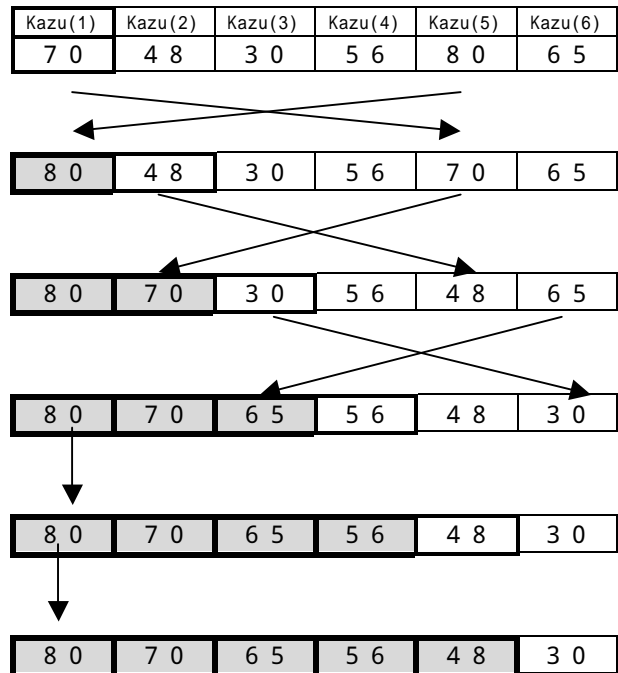 Kazu(1) Kazu(2) Kazu(3) Kazu(4) Kazu(5) Kazu(6)
７０ ４８ ３０ ５６ ８０ ６５
８０ ４８ ３０ ５６ ７０ ６５
８０ ７０ ３０ ５６ ４８ ６５
８０ ７０ ６５ ５６ ４８ ３０
８０ ７０ ６５ ５６ ４８ ３０
８０ ７０ ６５ ５６ ４８ ３０